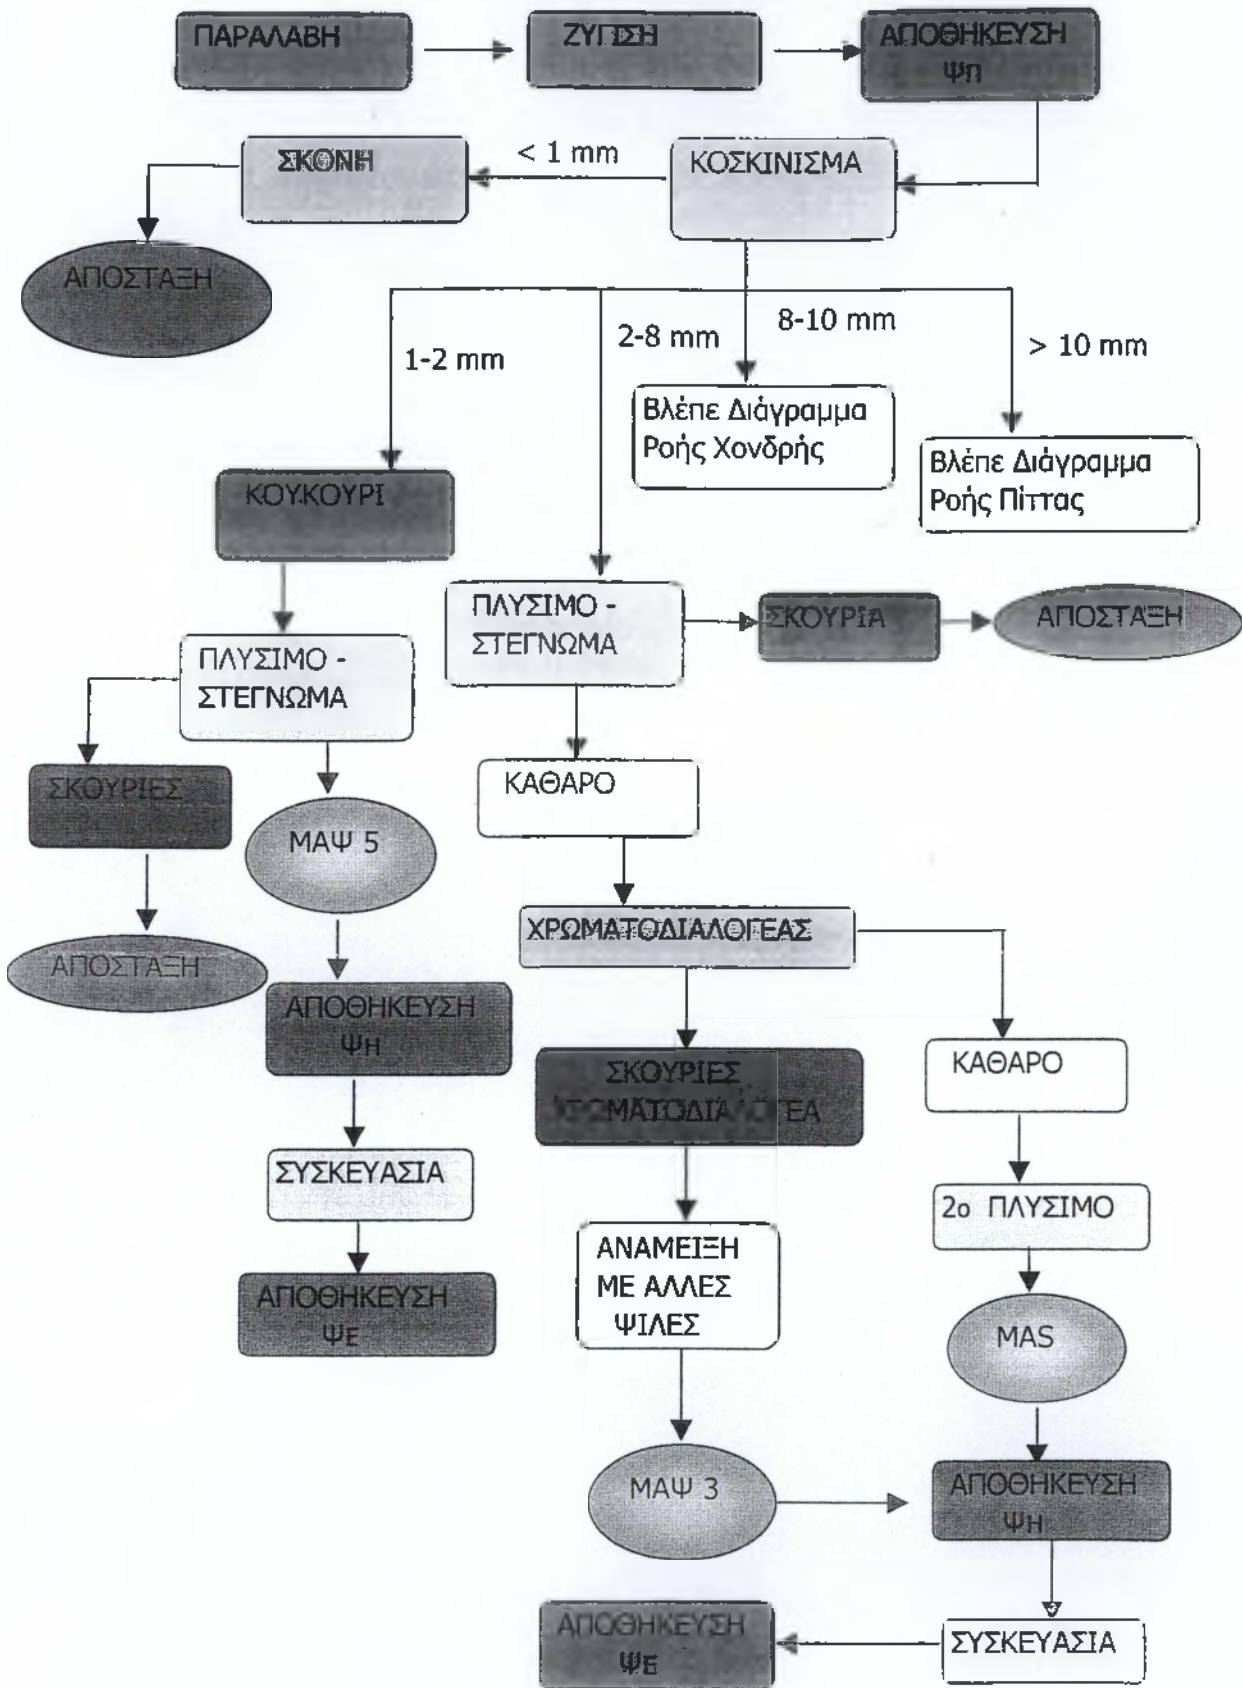 ΠΑΡΑΛΑΒΗ
ΖΥΓΙΣΗ
ΑΠΟΘΗΚΕΥΣΗ
ΨΠ
ΣΚΟΝΗ
< 1 mm
ΚΟΣΚΙΝΙΣΜΑ
ΑΠΟΣΤΑΞΗ
1-2 mm
2-8 mm
8-10 mm
> 10 mm
Βλέπε Διάγραμμα
Ροής Χονδρής
Βλέπε Διάγραμμα
Ροής Πίττας
ΚΟΥΚΟΥΡΙ
ΠΛΥΣΙΜΟ -
ΣΤΕΓΝΩΜΑ
ΣΚΟΥΡΙΑ
ΑΠΟΣΤΑΞΗ
ΠΛΥΣΙΜΟ -
ΣΤΕΓΝΩΜΑ
ΣΚΟΥΡΙΕΣ
ΜΑΨ 5
ΚΑΘΑΡΟ
ΑΠΟΣΤΑΞΗ
ΧΡΩΜΑΤΟΔΙΑΛΟΓΕΑΣ
ΑΠΟΘΗΚΕΥΣΗ
ΨΗ
ΣΚΟΥΡΙΕΣ
ΧΡΩΜΑΤΟΔΙΑΛΟΓΕΑ
ΚΑΘΑΡΟ
ΣΥΣΚΕΥΑΣΙΑ
2ο ΠΛΥΣΙΜΟ
ΑΠΟΘΗΚΕΥΣΗ
ΨΕ
ΑΝΑΜΕΙΞΗ
ΜΕ ΑΛΛΕΣ
ΨΙΛΕΣ
MAS
ΜΑΨ 3
ΑΠΟΘΗΚΕΥΣΗ
ΨΗ
ΑΠΟΘΗΚΕΥΣΗ
ΨΕ
ΣΥΣΚΕΥΑΣΙΑ